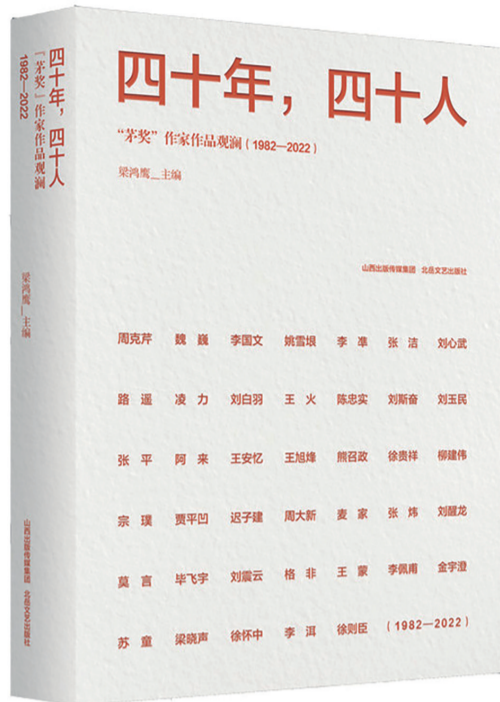 四十年，四十人
“茅奖”作家作品观澜（1982—2022）
梁鸿鹰__主编
山西出版传媒集团 北岳文艺出版社
周克芹 魏巍 李国文 姚雪垠 李凖 张洁 刘心武
路遥 凌力 刘白羽 王火 陈忠实 刘斯奋 刘玉民
张平 阿来 王安忆 王旭烽 熊召政 徐贵祥 柳建伟
宗璞 贾平凹 迟子建 周大新 麦家 张炜 刘醒龙
莫言 毕飞宇 刘震云 格非 王蒙 李佩甫 金宇澄
苏童 梁晓声 徐怀中 李洱 徐则臣 （1982—2022）
四十年，四十人
“茅奖”作家作品观澜
1982—2022
梁鸿鹰__主编
山西出版传媒集团 北岳文艺出版社